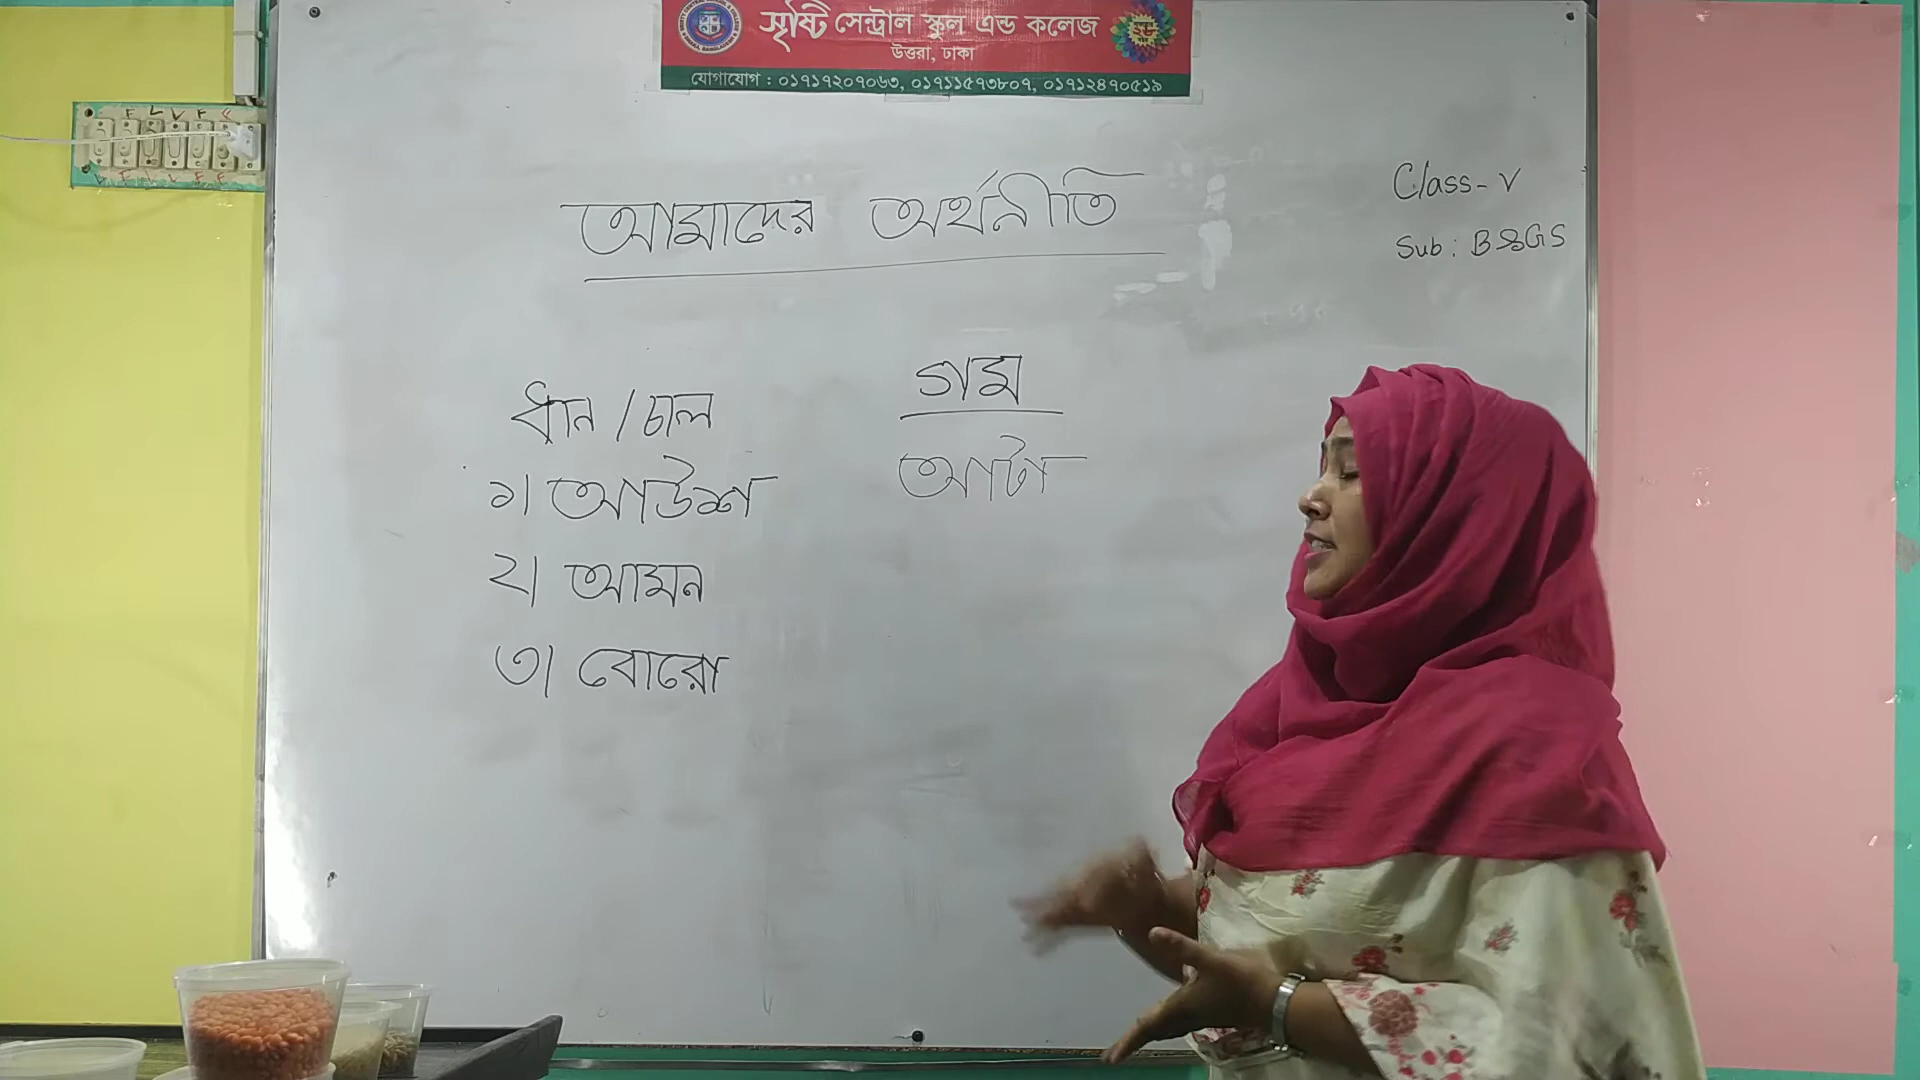 সৃষ্টি সেন্ট্রাল স্কুল এন্ড কলেজ
উত্তরা, ঢাকা
যোগাযোগ : ০১৭১৭২০৭০৬৩, ০১৭১১৫৭৩৮০৭, ০১৭১২৪৭০৫১৯
Class - V
Sub : B&GS
আমাদের অর্থনীতি
ধান / চাল
১। আউশ
২। আমন
৩। বোরো
গম
আটা